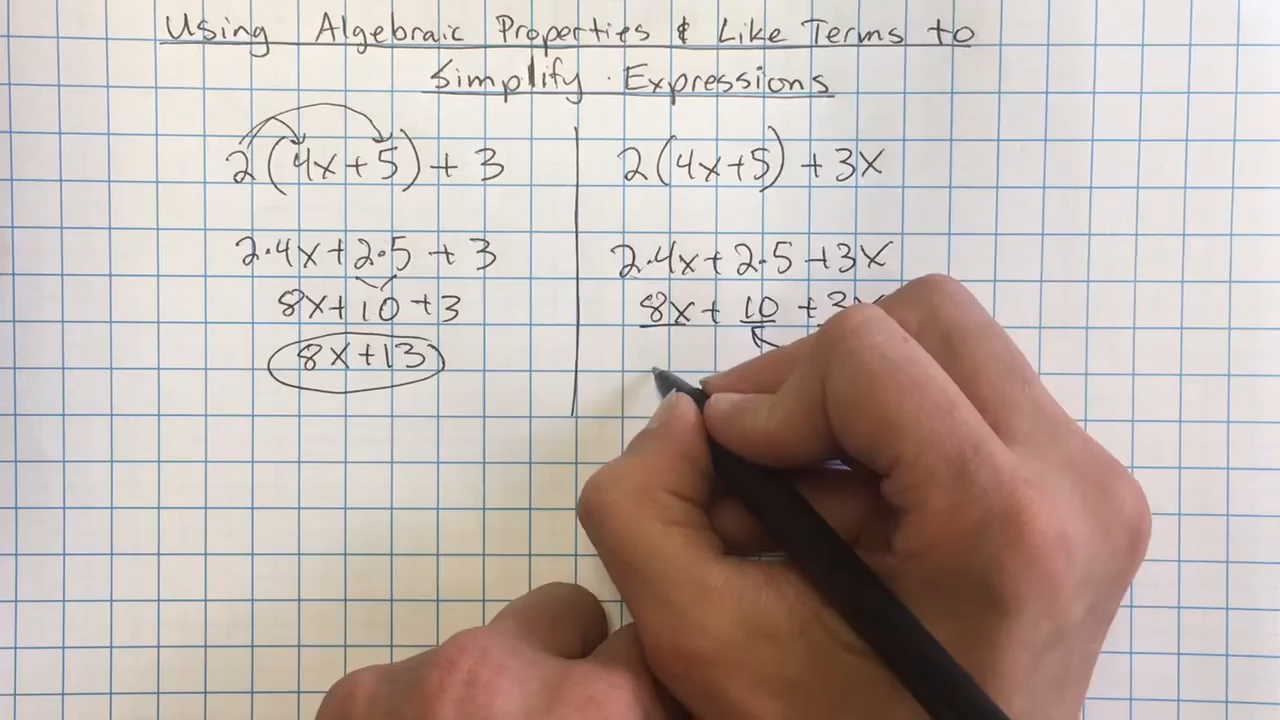 Using Algebraic Properties & Like Terms to
Simplify Expressions
2(4x+5)+3
2·4x+2·5+3
8x+10+3
8x+13
2(4x+5)+3x
2·4x+2·5+3x
8x+10+3x